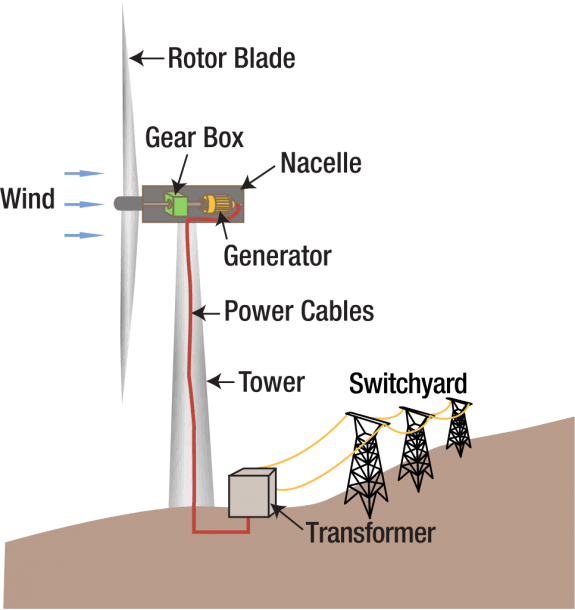 Rotor Blade
Gear Box
Nacelle
Wind
Generator
Power Cables
Tower
Switchyard
Transformer